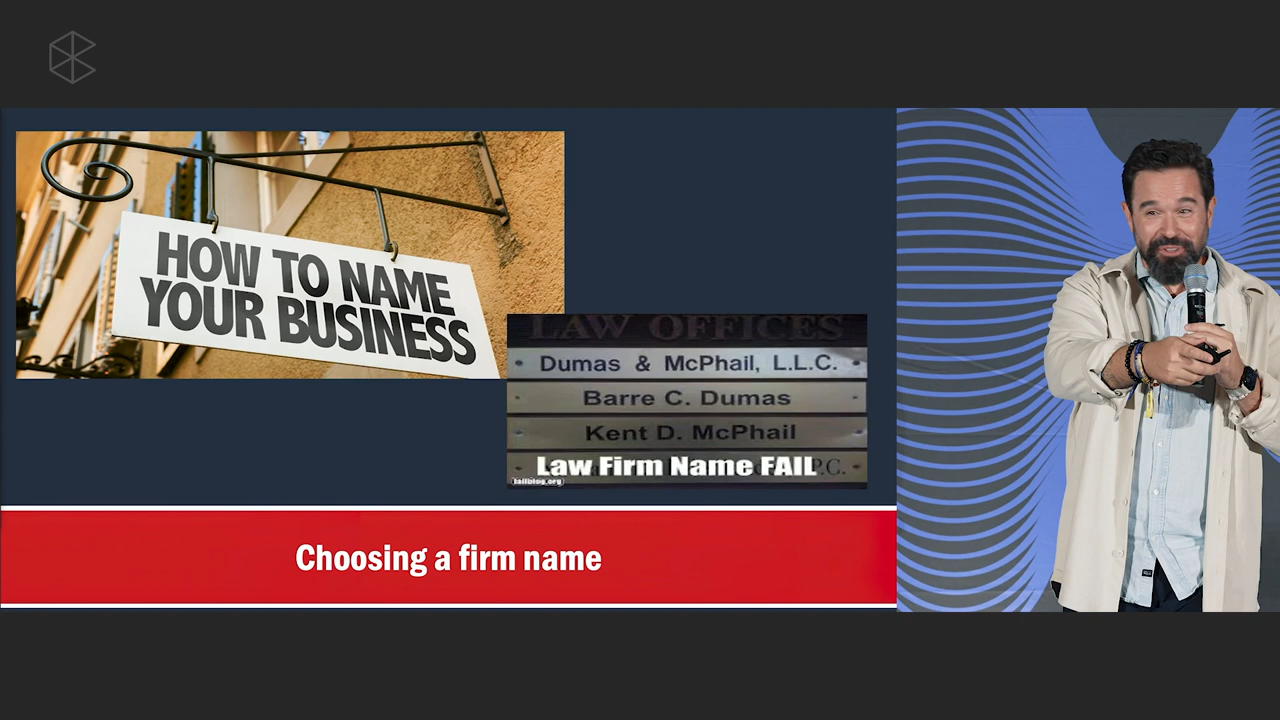 HOW TO NAME
YOUR BUSINESS
LAW OFFICES
Dumas & McPhail, L.L.C.
Barre C. Dumas
Kent D. McPhail
Law Firm Name FAIL
P.C.
failblog.org
Choosing a firm name